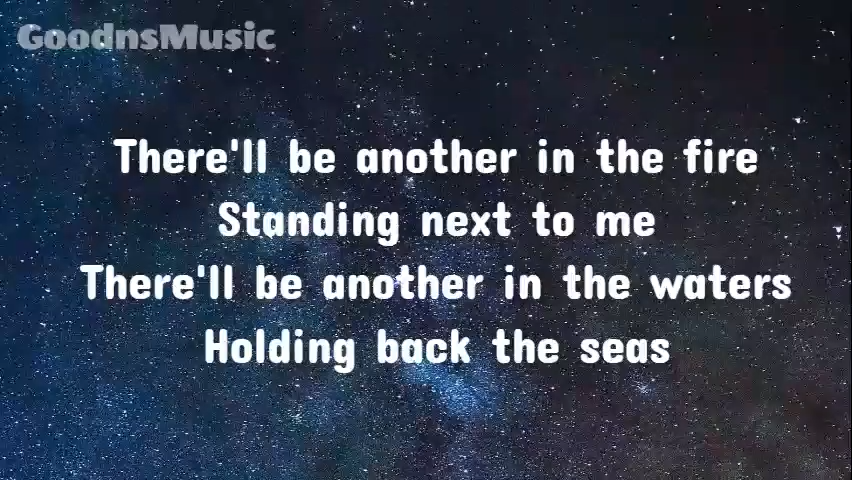 GoodnsMusic
There'll be another in the fire
Standing next to me
There'll be another in the waters
Holding back the seas